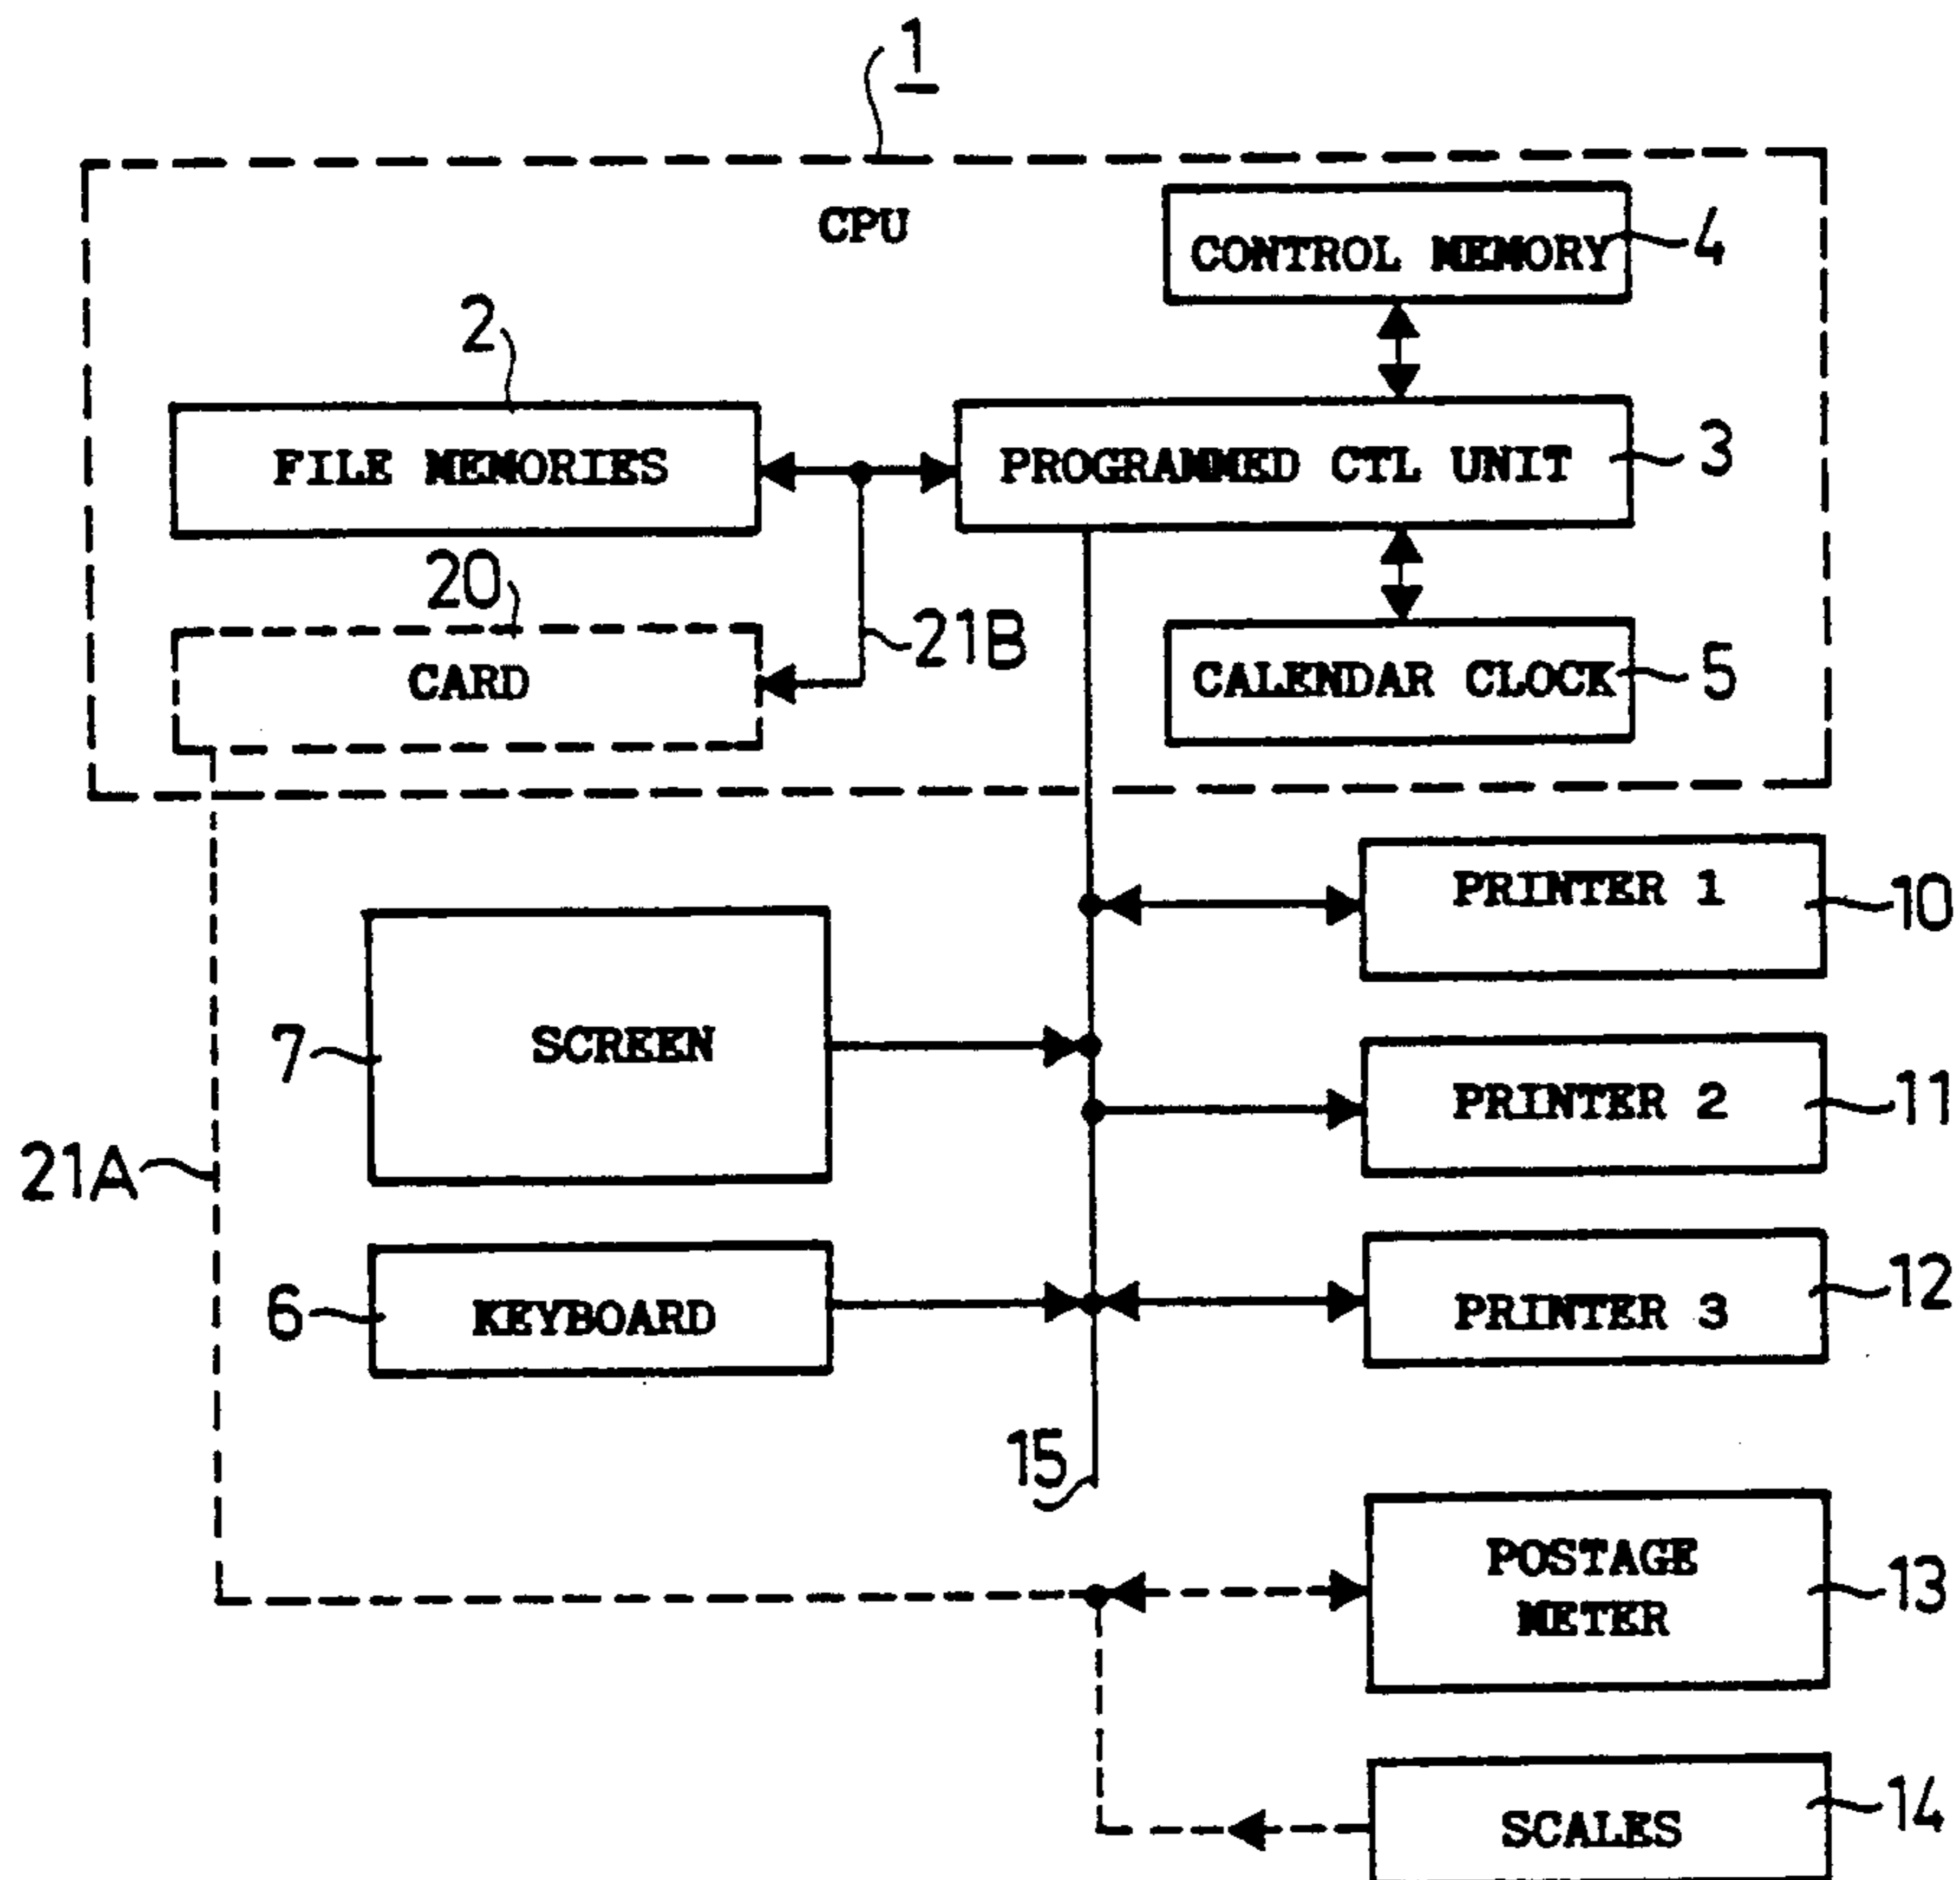 1
CPU
CONTROL MEMORY
4
2
FILE MEMORIES
PROGRAMMED CTL UNIT
3
20
21B
CARD
CALENDAR CLOCK
5
PRINTER 1
10
7
SCREEN
PRINTER 2
11
21A
6
KEYBOARD
PRINTER 3
12
15
POSTAGE
METER
13
SCALES
14